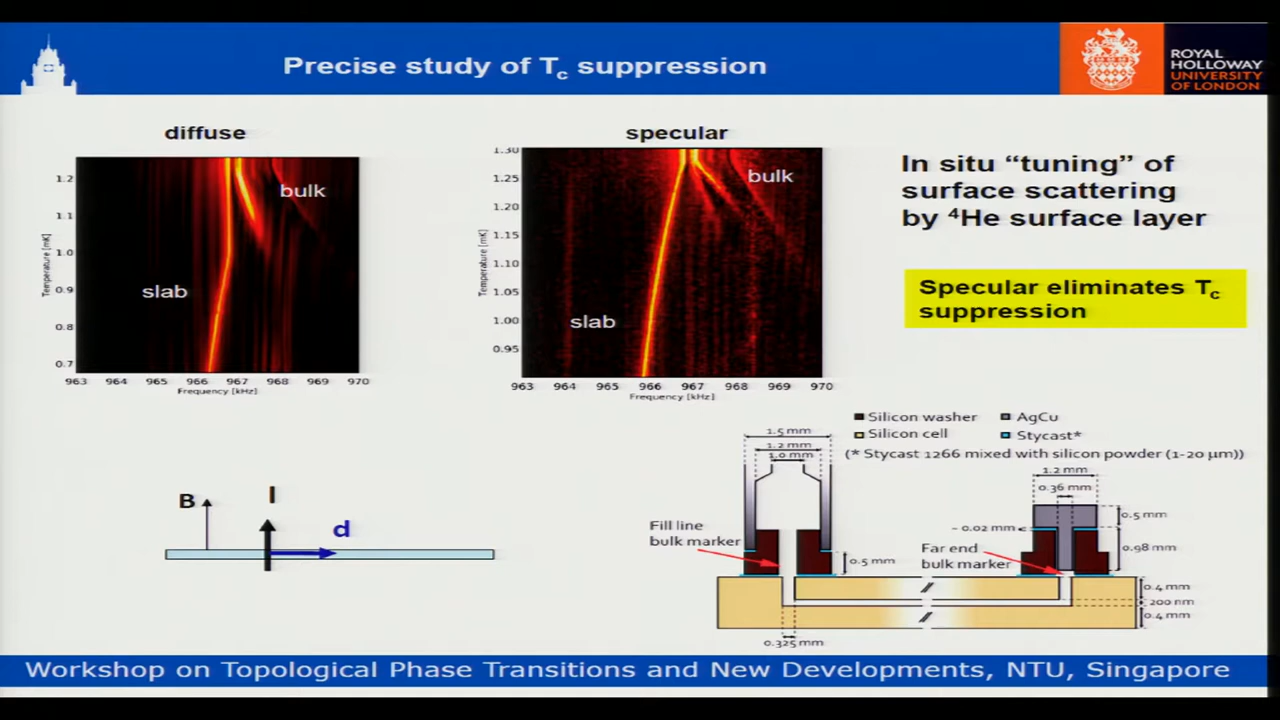 Precise study of Tc suppression
ROYAL
HOLLOWAY
UNIVERSITY
OF LONDON
diffuse
specular
In situ “tuning” of
surface scattering
by ⁴He surface layer
Specular eliminates Tc
suppression
1.2
1.1
1.0
0.9
0.8
0.7
Temperature [mK]
bulk
slab
963 964 965 966 967 968 969 970
Frequency [kHz]
1.30
1.25
1.20
1.15
1.10
1.05
1.00
0.95
Temperature [mK]
bulk
slab
963 964 965 966 967 968 969 970
Frequency [kHz]
B
l
d
Silicon washer
AgCu
Silicon cell
Stycast*
(* Stycast 1266 mixed with silicon powder (1-20 µm))
1.5 mm
1.2 mm
1.0 mm
1.2 mm
0.36 mm
0.5 mm
~ 0.02 mm
0.98 mm
Fill line
bulk marker
0.5 mm
Far end
bulk marker
0.4 mm
200 nm
0.4 mm
0.325 mm
Workshop on Topological Phase Transitions and New Developments, NTU, Singapore